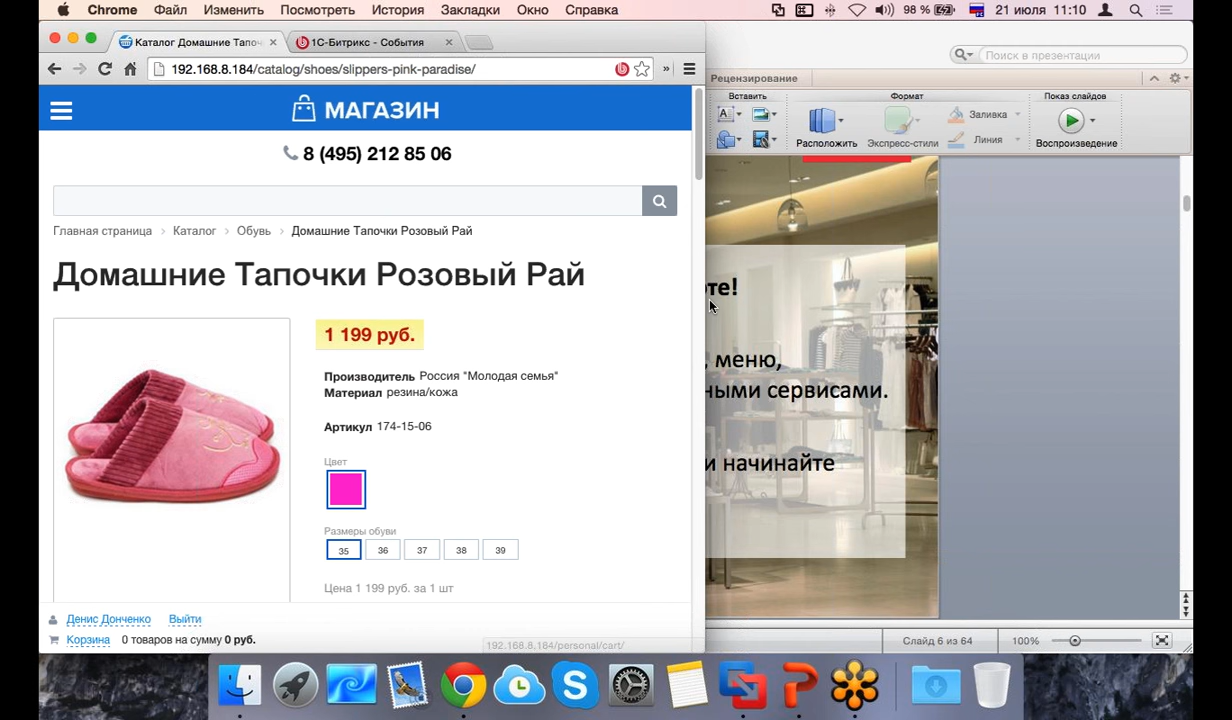 Chrome Файл Изменить Посмотреть История Закладки Окно Справка 98 % 21 июля 11:10
Каталог Домашние Тапоч
1С-Битрикс - События
192.168.8.184/catalog/shoes/slippers-pink-paradise/
МАГАЗИН
8 (495) 212 85 06
Главная страница Каталог Обувь Домашние Тапочки Розовый Рай
Домашние Тапочки Розовый Рай
1 199 руб.
Производитель Россия "Молодая семья"
Материал резина/кожа
Артикул 174-15-06
Цвет
Размеры обуви
35 36 37 38 39
Цена 1 199 руб. за 1 шт
Денис Донченко Выйти
Корзина 0 товаров на сумму 0 руб.
192.168.8.184/personal/cart/
Поиск в презентации
Рецензирование
Вставить Формат Показ слайдов
Заливка
Линия
Расположить Экспресс-стили Воспроизведение
те!
, меню,
ными сервисами.
и начинайте
Слайд 6 из 64 100%